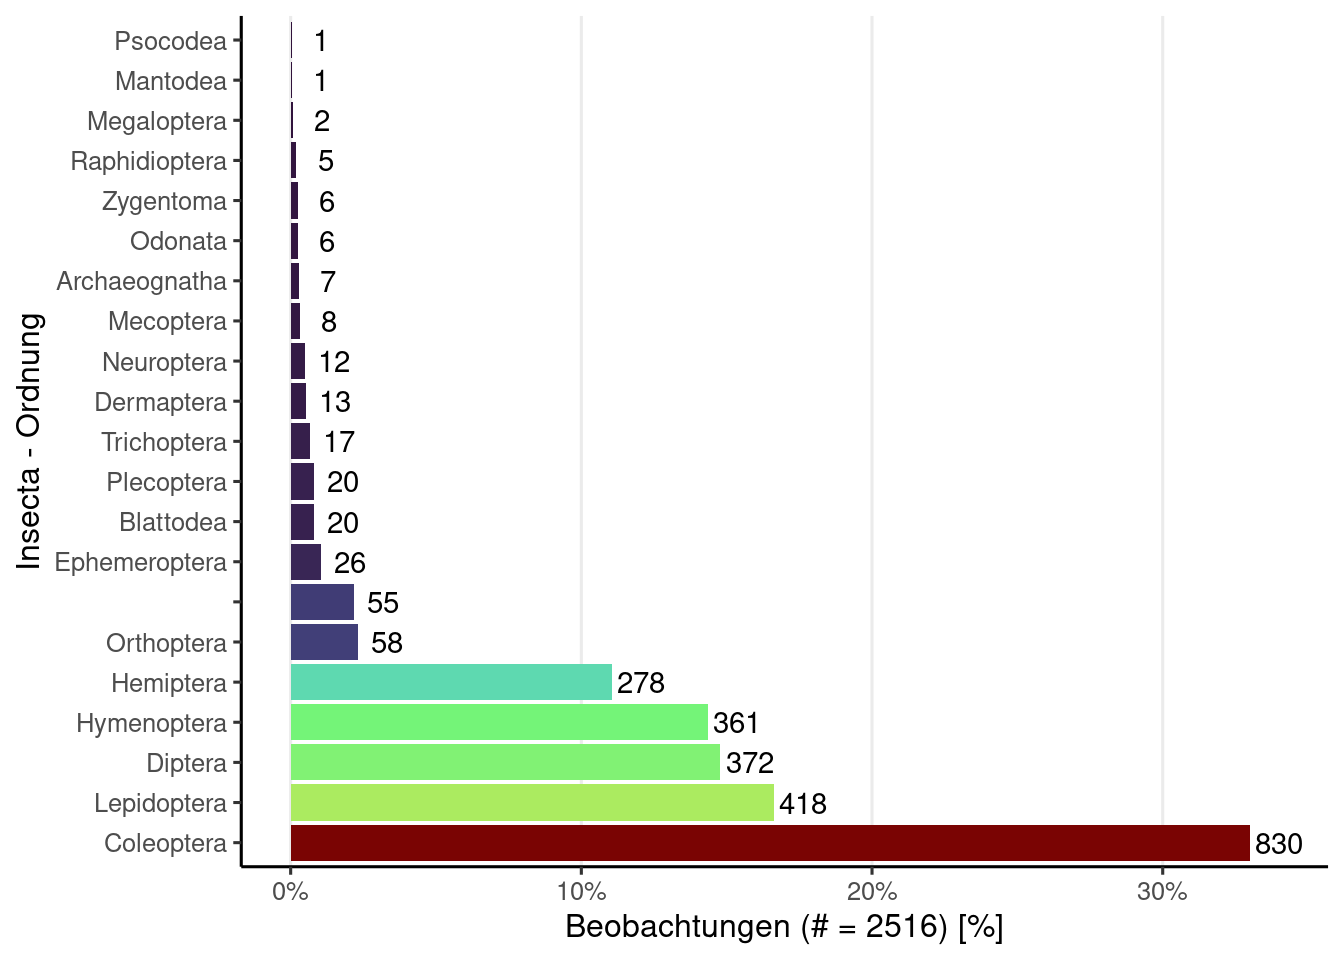 Insecta - Ordnung
Psocodea 1
Mantodea 1
Megaloptera 2
Raphidioptera 5
Zygentoma 6
Odonata 6
Archaeognatha 7
Mecoptera 8
Neuroptera 12
Dermaptera 13
Trichoptera 17
Plecoptera 20
Blattodea 20
Ephemeroptera 26
55
Orthoptera 58
Hemiptera 278
Hymenoptera 361
Diptera 372
Lepidoptera 418
Coleoptera 830
0% 10% 20% 30%
Beobachtungen (# = 2516) [%]